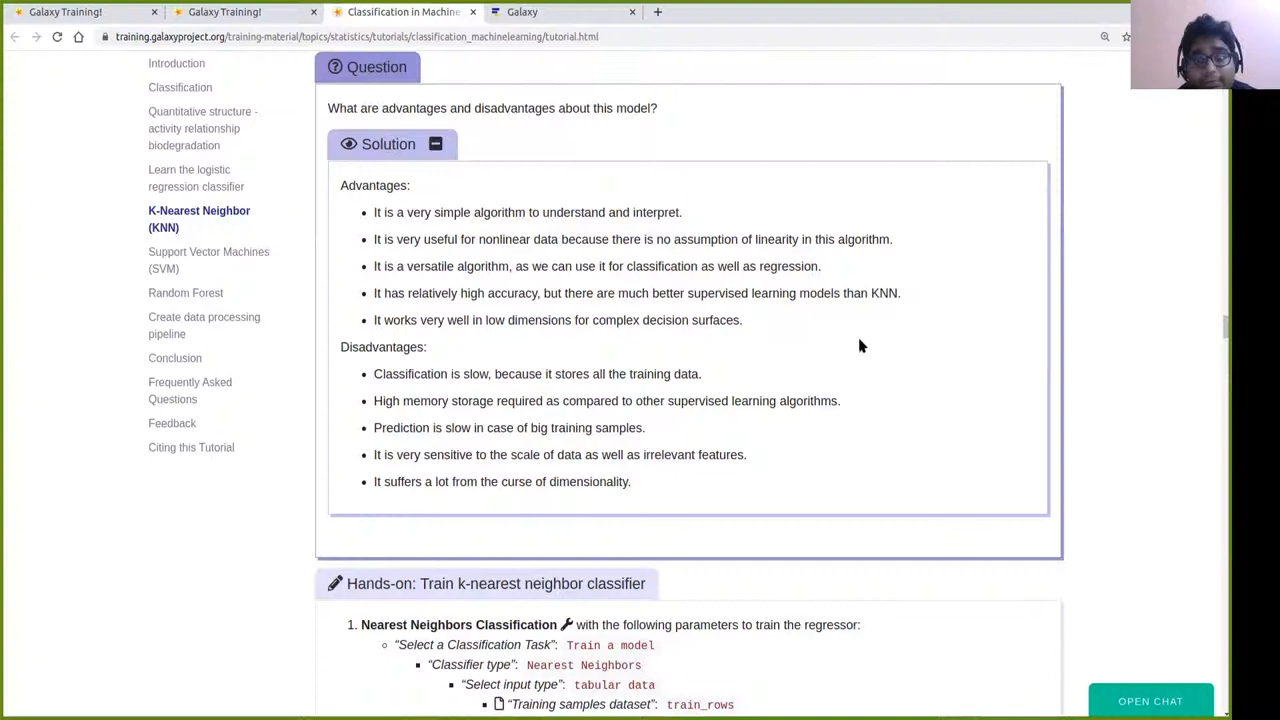 Galaxy Training!
Galaxy Training!
Classification in Machine
Galaxy
training.galaxyproject.org/training-material/topics/statistics/tutorials/classification_machinelearning/tutorial.html
Introduction
Classification
Quantitative structure -
activity relationship
biodegradation
Learn the logistic
regression classifier
K-Nearest Neighbor
(KNN)
Support Vector Machines
(SVM)
Random Forest
Create data processing
pipeline
Conclusion
Frequently Asked
Questions
Feedback
Citing this Tutorial
Question
What are advantages and disadvantages about this model?
Solution
Advantages:
It is a very simple algorithm to understand and interpret.
It is very useful for nonlinear data because there is no assumption of linearity in this algorithm.
It is a versatile algorithm, as we can use it for classification as well as regression.
It has relatively high accuracy, but there are much better supervised learning models than KNN.
It works very well in low dimensions for complex decision surfaces.
Disadvantages:
Classification is slow, because it stores all the training data.
High memory storage required as compared to other supervised learning algorithms.
Prediction is slow in case of big training samples.
It is very sensitive to the scale of data as well as irrelevant features.
It suffers a lot from the curse of dimensionality.
Hands-on: Train k-nearest neighbor classifier
1. Nearest Neighbors Classification with the following parameters to train the regressor:
“Select a Classification Task”: Train a model
“Classifier type”: Nearest Neighbors
“Select input type”: tabular data
“Training samples dataset”: train_rows
OPEN CHAT